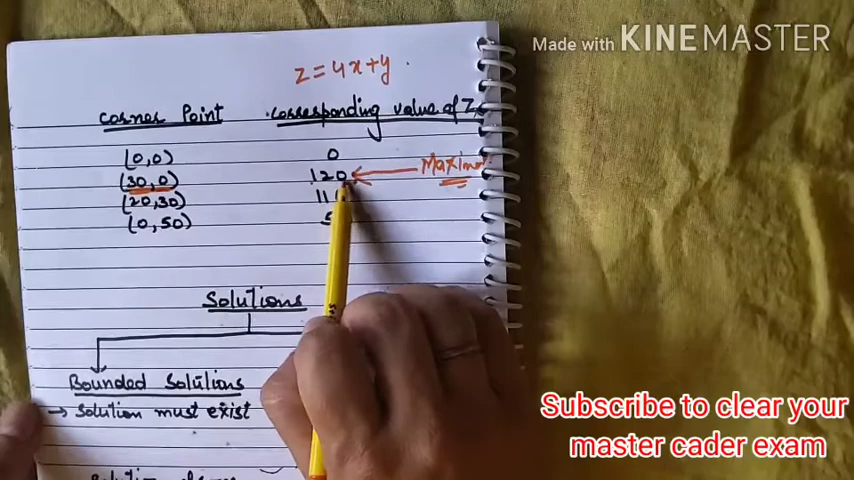 Made with KINEMASTER
z = 4x + y .
Corner Point Corresponding value of Z
(0,0) 0
(30,0) 120 Maximum
(20,30) 110
(0,50)
Solutions
Bounded Solutions
→ Solution must exist
Subscribe to clear your
master cader exam